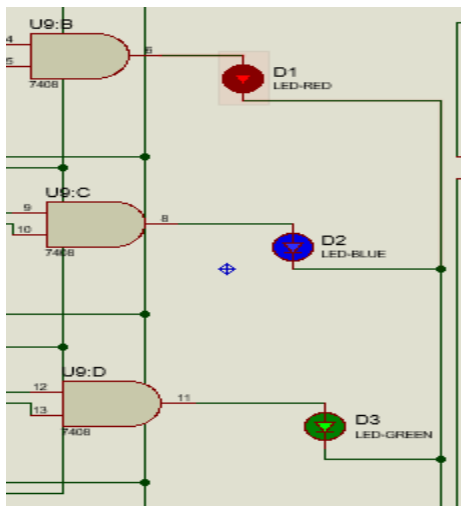 U9:B
4
5
6
7408
D1
LED-RED
U9:C
9
10
8
7408
D2
LED-BLUE
U9:D
12
13
11
7408
D3
LED-GREEN